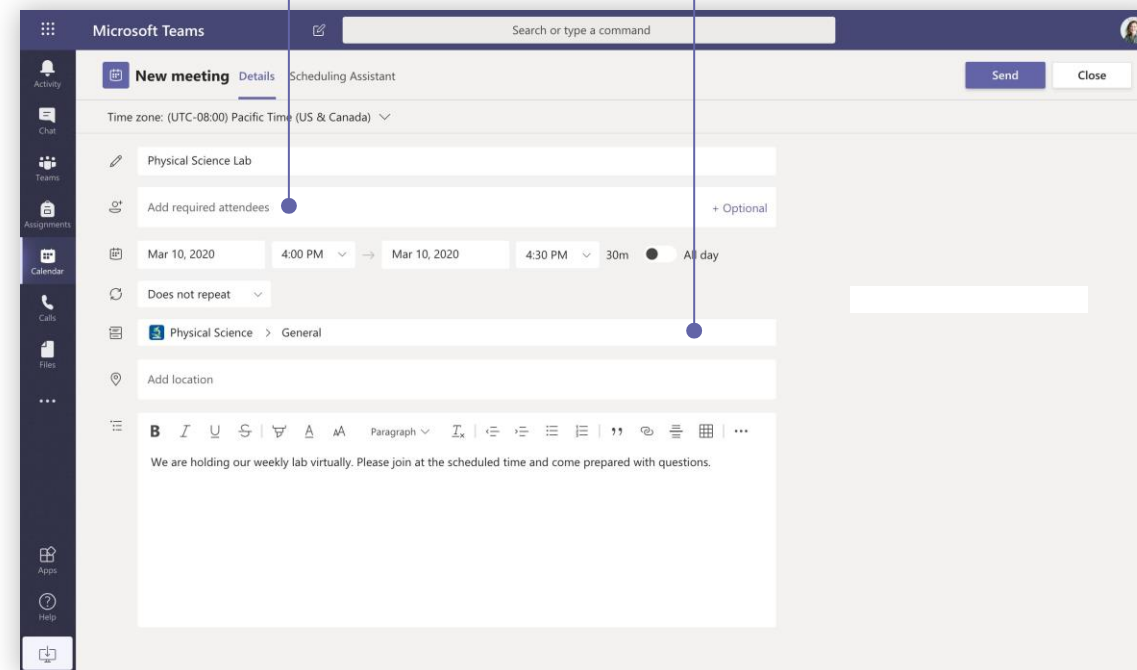 Microsoft Teams
Search or type a command
Activity
New meeting Details Scheduling Assistant
Send Close
Chat
Time zone: (UTC-08:00) Pacific Time (US & Canada)
Teams
Physical Science Lab
Assignments
Add required attendees + Optional
Calendar
Mar 10, 2020 4:00 PM → Mar 10, 2020 4:30 PM 30m All day
Calls
Does not repeat
Files
Physical Science > General
Add location
B I U S A AA Paragraph Tx
We are holding our weekly lab virtually. Please join at the scheduled time and come prepared with questions.
Apps
Help